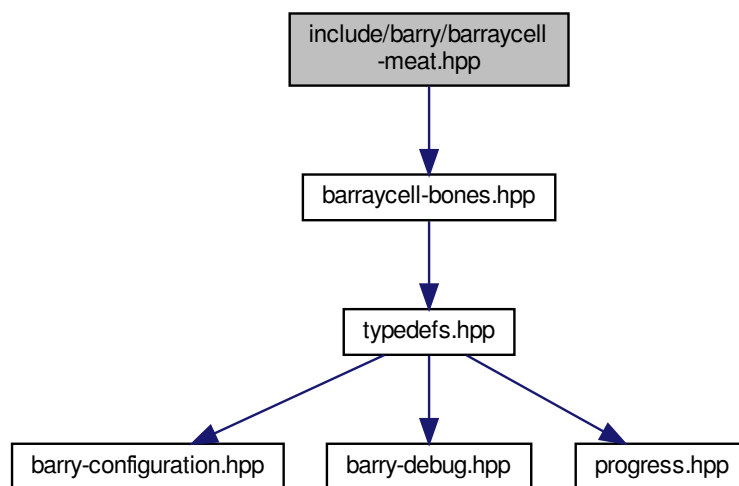 include/barry/barraycell
-meat.hpp
barraycell-bones.hpp
typedefs.hpp
barry-configuration.hpp
barry-debug.hpp
progress.hpp